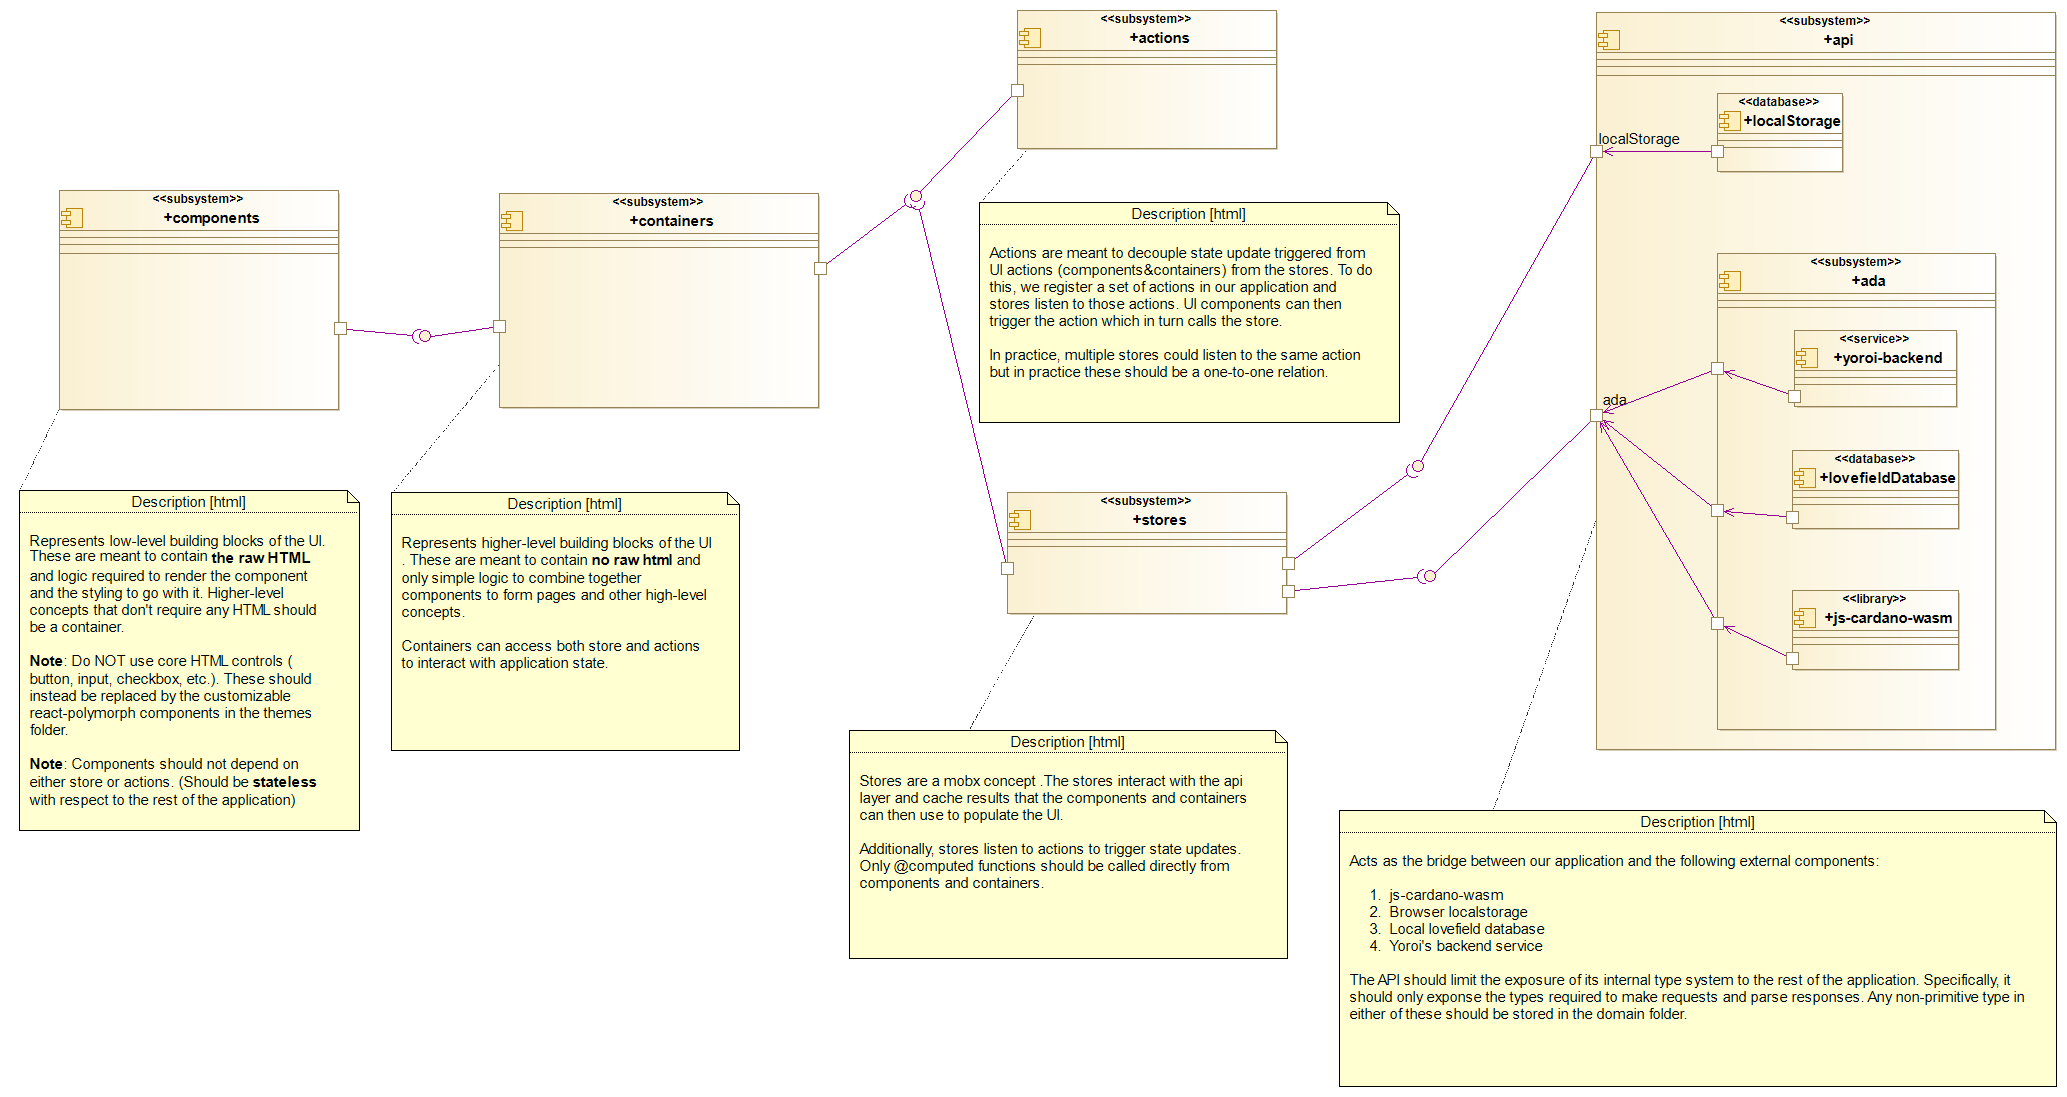 <<subsystem>>
+components
<<subsystem>>
+containers
<<subsystem>>
+actions
<<subsystem>>
+api
<<database>>
+localStorage
localStorage
<<subsystem>>
+ada
<<service>>
+yoroi-backend
ada
<<database>>
+lovefieldDatabase
<<library>>
+js-cardano-wasm
<<subsystem>>
+stores
Description [html]
Actions are meant to decouple state update triggered from
UI actions (components&containers) from the stores. To do
this, we register a set of actions in our application and
stores listen to those actions. UI components can then
trigger the action which in turn calls the store.
In practice, multiple stores could listen to the same action
but in practice these should be a one-to-one relation.
Description [html]
Represents low-level building blocks of the UI.
These are meant to contain the raw HTML
and logic required to render the component
and the styling to go with it. Higher-level
concepts that don't require any HTML should
be a container.
Note: Do NOT use core HTML controls (
button, input, checkbox, etc.). These should
instead be replaced by the customizable
react-polymorph components in the themes
folder.
Note: Components should not depend on
either store or actions. (Should be stateless
with respect to the rest of the application)
Description [html]
Represents higher-level building blocks of the UI
. These are meant to contain no raw html and
only simple logic to combine together
components to form pages and other high-level
concepts.
Containers can access both store and actions
to interact with application state.
Description [html]
Stores are a mobx concept .The stores interact with the api
layer and cache results that the components and containers
can then use to populate the UI.
Additionally, stores listen to actions to trigger state updates.
Only @computed functions should be called directly from
components and containers.
Description [html]
Acts as the bridge between our application and the following external components:
1. js-cardano-wasm
2. Browser localstorage
3. Local lovefield database
4. Yoroi's backend service
The API should limit the exposure of its internal type system to the rest of the application. Specifically, it
should only exponse the types required to make requests and parse responses. Any non-primitive type in
either of these should be stored in the domain folder.